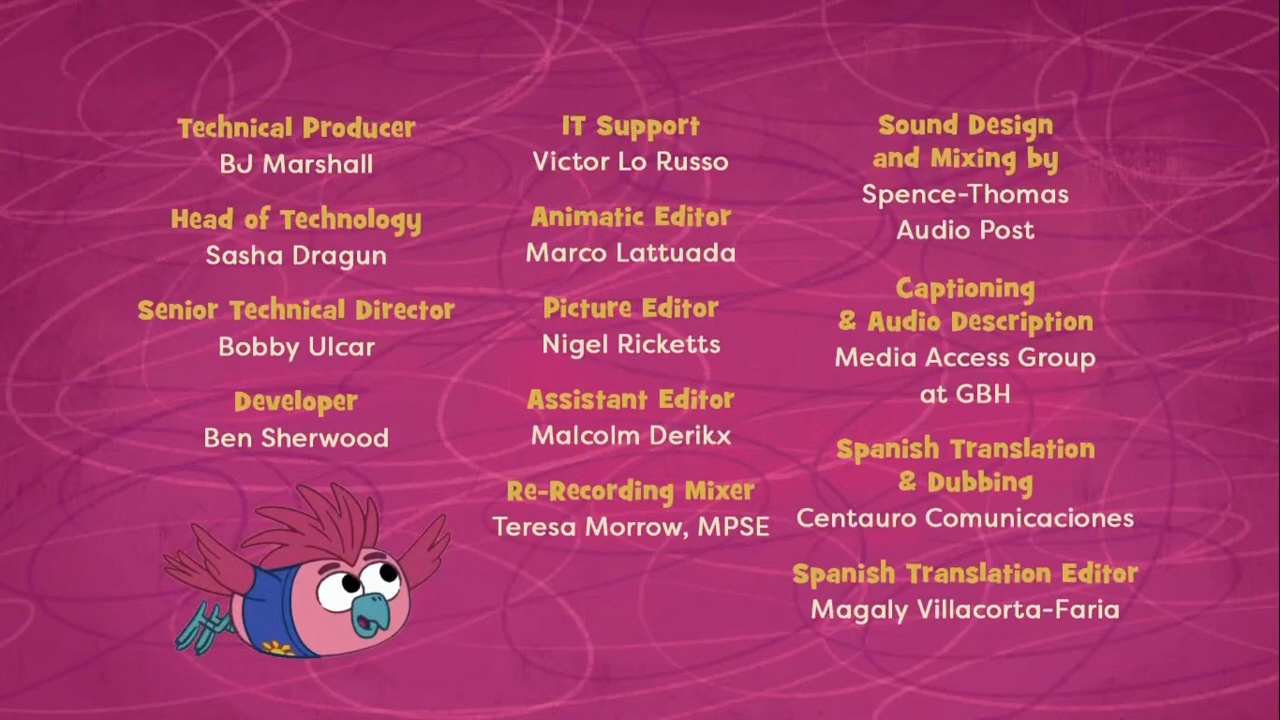 Technical Producer
BJ Marshall
Head of Technology
Sasha Dragun
Senior Technical Director
Bobby Ulcar
Developer
Ben Sherwood
IT Support
Victor Lo Russo
Animatic Editor
Marco Lattuada
Picture Editor
Nigel Ricketts
Assistant Editor
Malcolm Derikx
Re-Recording Mixer
Teresa Morrow, MPSE
Sound Design
and Mixing by
Spence-Thomas
Audio Post
Captioning
& Audio Description
Media Access Group
at GBH
Spanish Translation
& Dubbing
Centauro Comunicaciones
Spanish Translation Editor
Magaly Villacorta-Faria